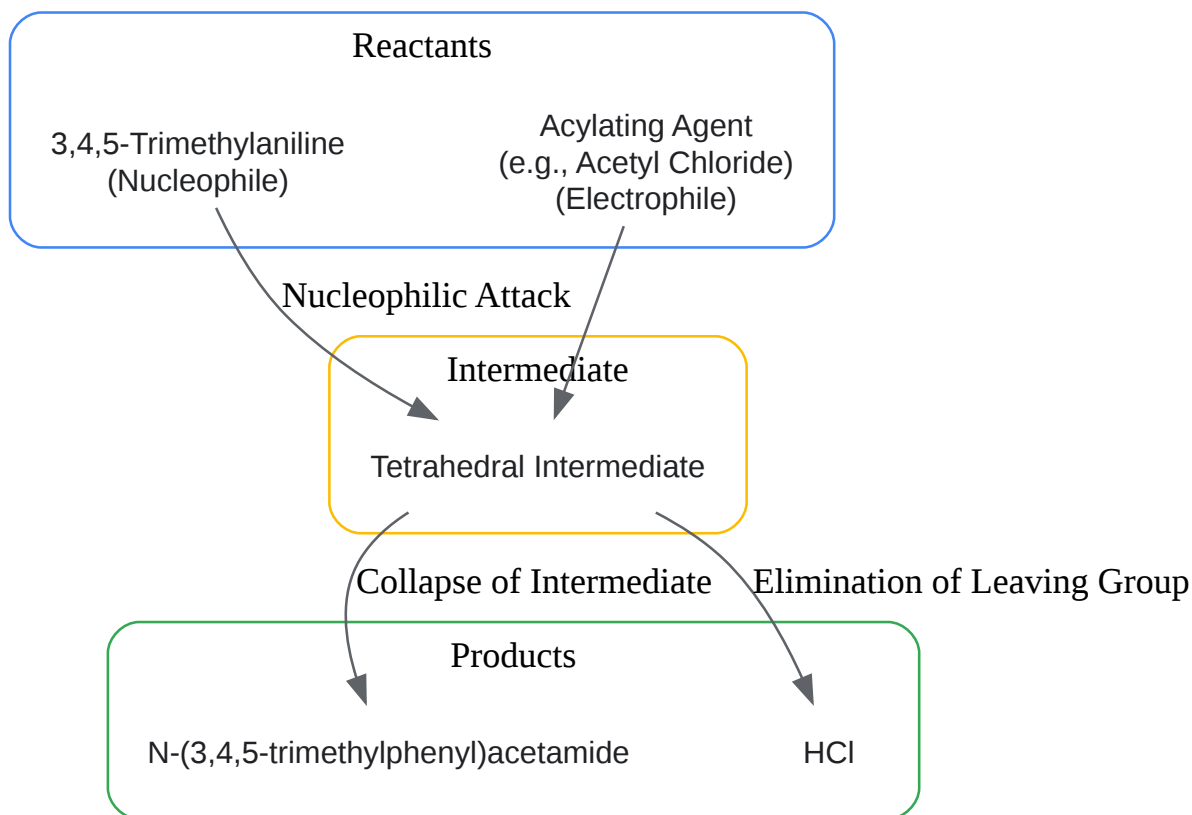 Reactants
3,4,5-Trimethylaniline
(Nucleophile)
Acylating Agent
(e.g., Acetyl Chloride)
(Electrophile)
Nucleophilic Attack
Intermediate
Tetrahedral Intermediate
Collapse of Intermediate
Elimination of Leaving Group
Products
N-(3,4,5-trimethylphenyl)acetamide
HCl